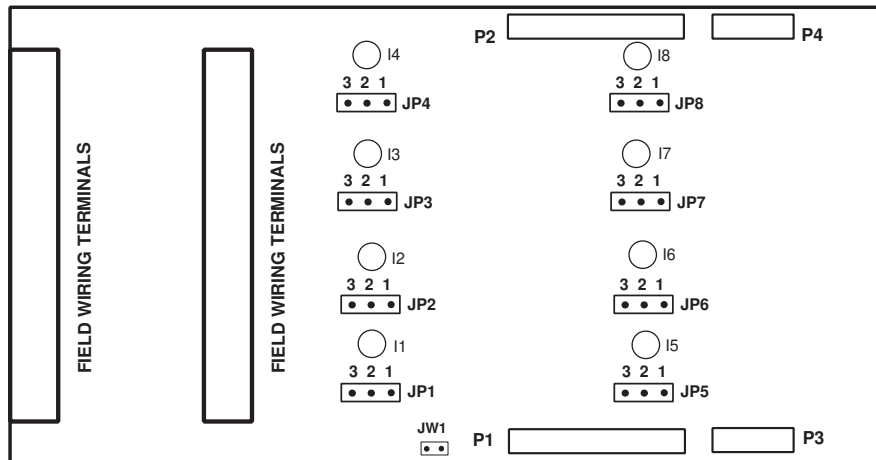 P2 P4
I4 I8
3 2 1 3 2 1
JP4 JP8
FIELD WIRING TERMINALS
FIELD WIRING TERMINALS
I3 I7
3 2 1 3 2 1
JP3 JP7
I2 I6
3 2 1 3 2 1
JP2 JP6
I1 I5
3 2 1 3 2 1
JP1 JP5
JW1
P1 P3